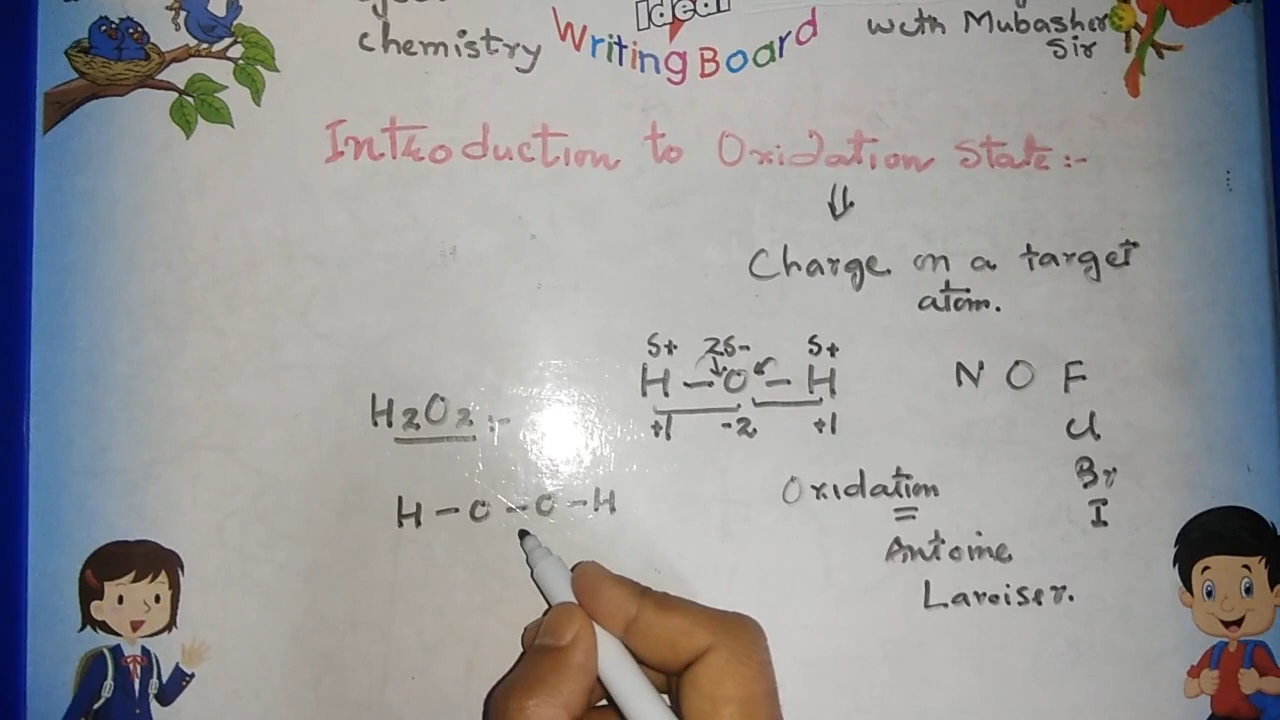 Ideal
chemistry Writing Board with Mubasher
Sir
Introduction to Oxidation State:-
⇓
Charge on a target
atom.
δ+ 2δ- δ+
H - O - H
+1 -2 +1
N O F
Cl
Br
I
H2O2 :-
H - O - O - H
Oxidation
=
Antoine
Laroiser.